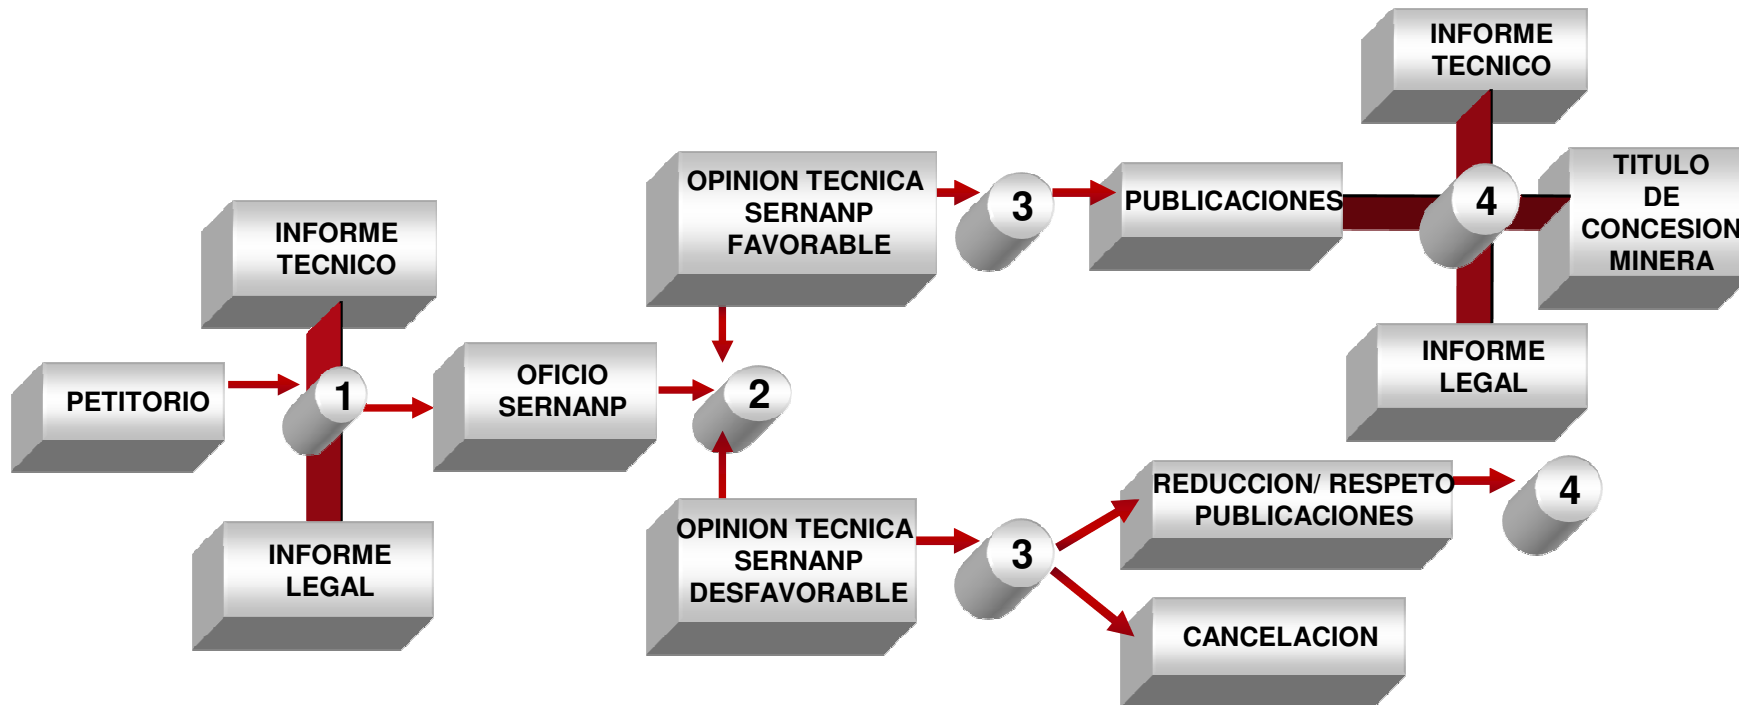 PETITORIO
INFORME
TECNICO
1
INFORME
LEGAL
OFICIO
SERNANP
2
OPINION TECNICA
SERNANP
FAVORABLE
3
PUBLICACIONES
INFORME
TECNICO
4
INFORME
LEGAL
TITULO
DE
CONCESION
MINERA
OPINION TECNICA
SERNANP
DESFAVORABLE
3
REDUCCION/ RESPETO
PUBLICACIONES
4
CANCELACION